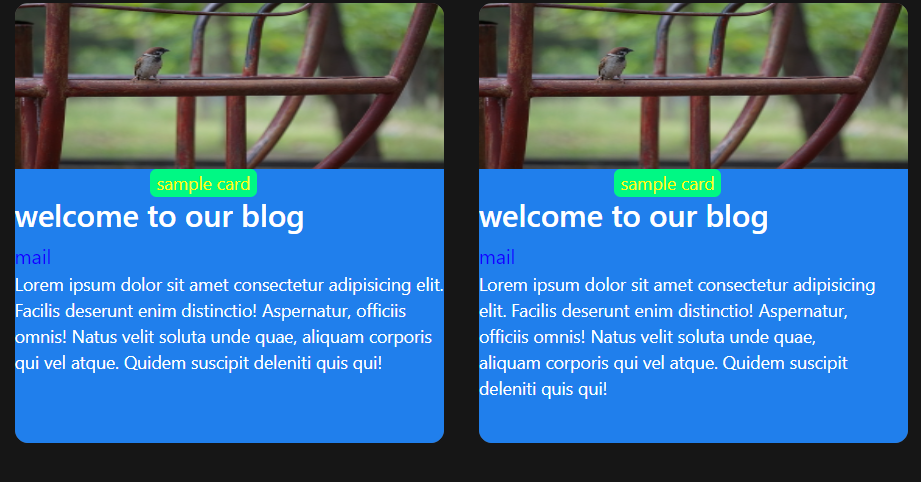 sample card
welcome to our blog
mail
Lorem ipsum dolor sit amet consectetur adipisicing elit.
Facilis deserunt enim distinctio! Aspernatur, officiis
omnis! Natus velit soluta unde quae, aliquam corporis
qui vel atque. Quidem suscipit deleniti quis qui!
sample card
welcome to our blog
mail
Lorem ipsum dolor sit amet consectetur adipisicing
elit. Facilis deserunt enim distinctio! Aspernatur,
officiis omnis! Natus velit soluta unde quae,
aliquam corporis qui vel atque. Quidem suscipit
deleniti quis qui!